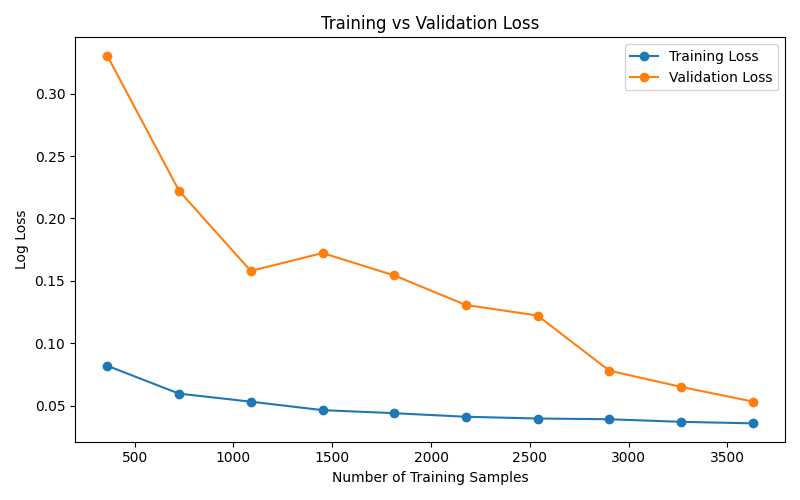 Training vs Validation Loss
Training Loss
Validation Loss
Log Loss
0.30
0.25
0.20
0.15
0.10
0.05
500 1000 1500 2000 2500 3000 3500
Number of Training Samples